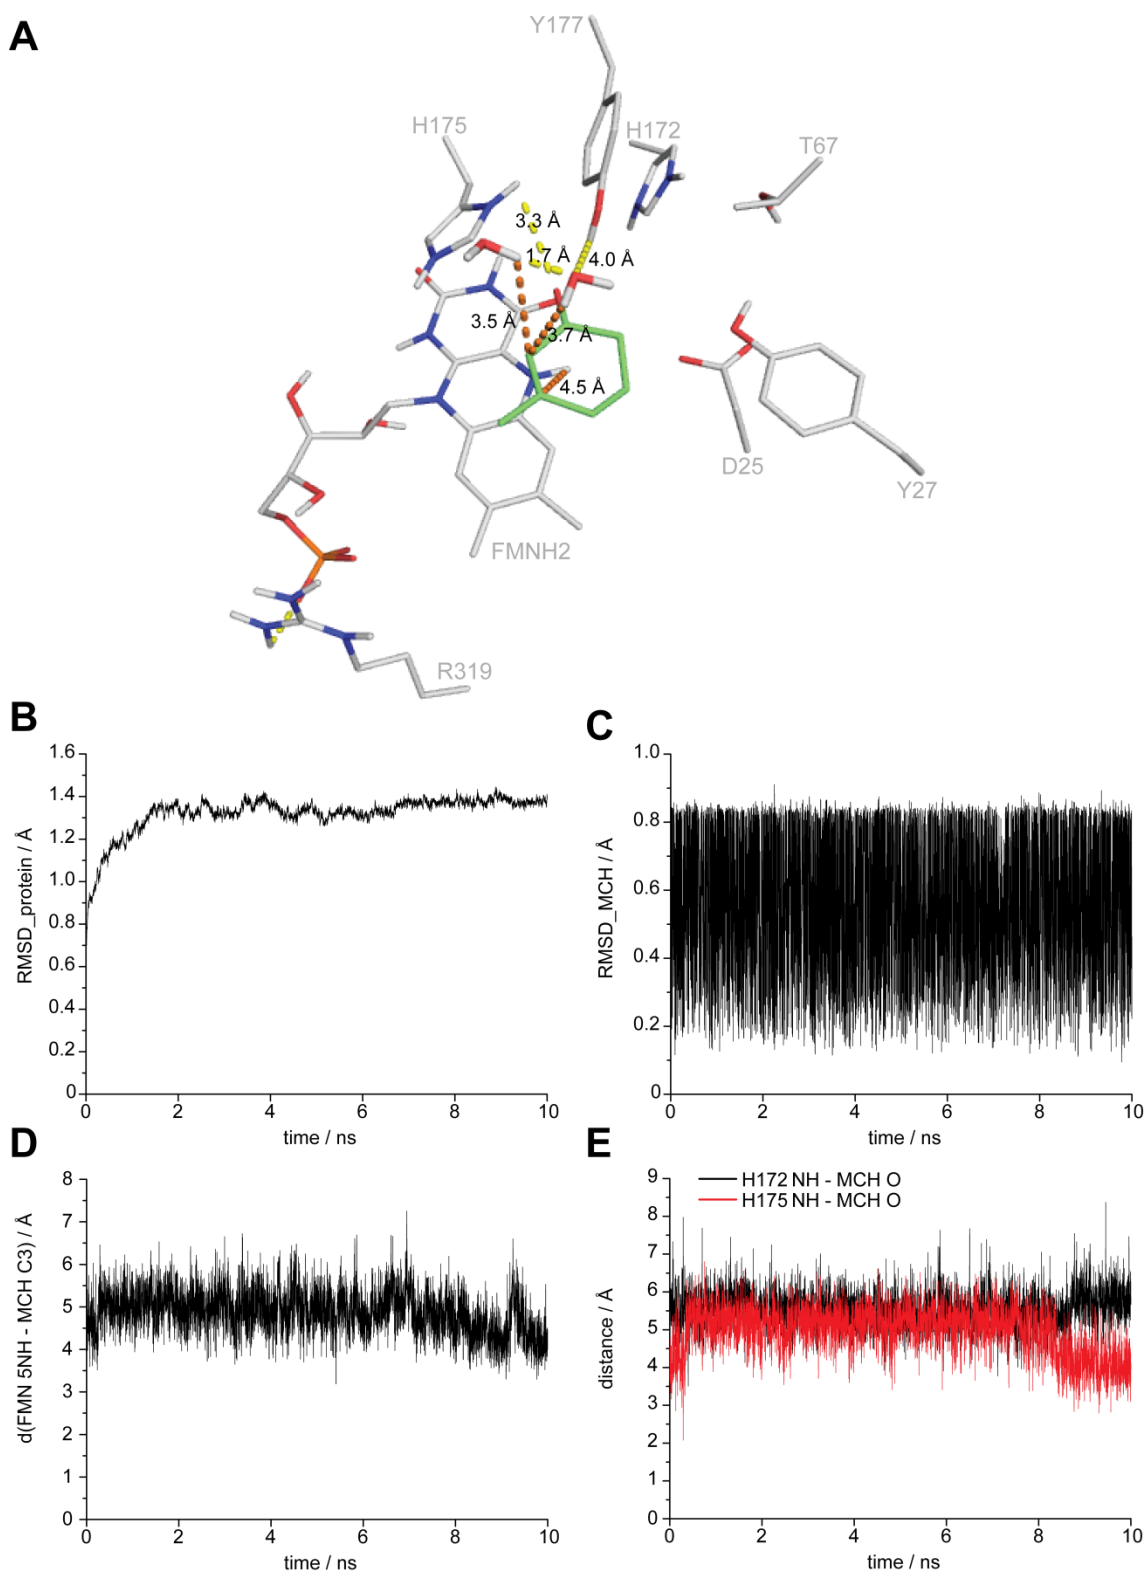 A
Y177
H175
H172
T67
3.3 Å
1.7 Å
4.0 Å
3.5 Å
3.7 Å
4.5 Å
D25
Y27
FMNH2
R319
B
RMSD_protein / Å
1.6
1.4
1.2
1.0
0.8
0.6
0.4
0.2
0
0 2 4 6 8 10
time / ns
C
RMSD_MCH / Å
1.0
0.8
0.6
0.4
0.2
0
0 2 4 6 8 10
time / ns
D
d(FMN 5NH - MCH C3) / Å
8
7
6
5
4
3
2
1
0
0 2 4 6 8 10
time / ns
E
H172 NH - MCH O
H175 NH - MCH O
distance / Å
9
8
7
6
5
4
3
2
1
0
0 2 4 6 8 10
time / ns